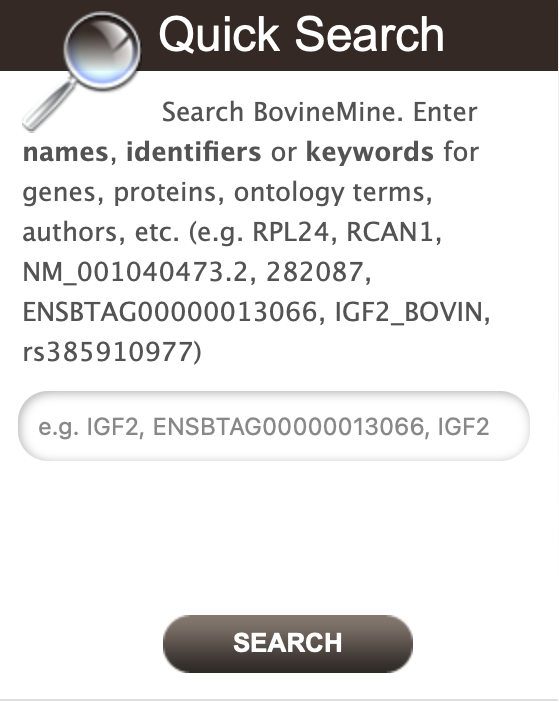 Quick Search
Search BovineMine. Enter
names, identifiers or keywords for
genes, proteins, ontology terms,
authors, etc. (e.g. RPL24, RCAN1,
NM_001040473.2, 282087,
ENSBTAG00000013066, IGF2_BOVIN,
rs385910977)
e.g. IGF2, ENSBTAG00000013066, IGF2
SEARCH